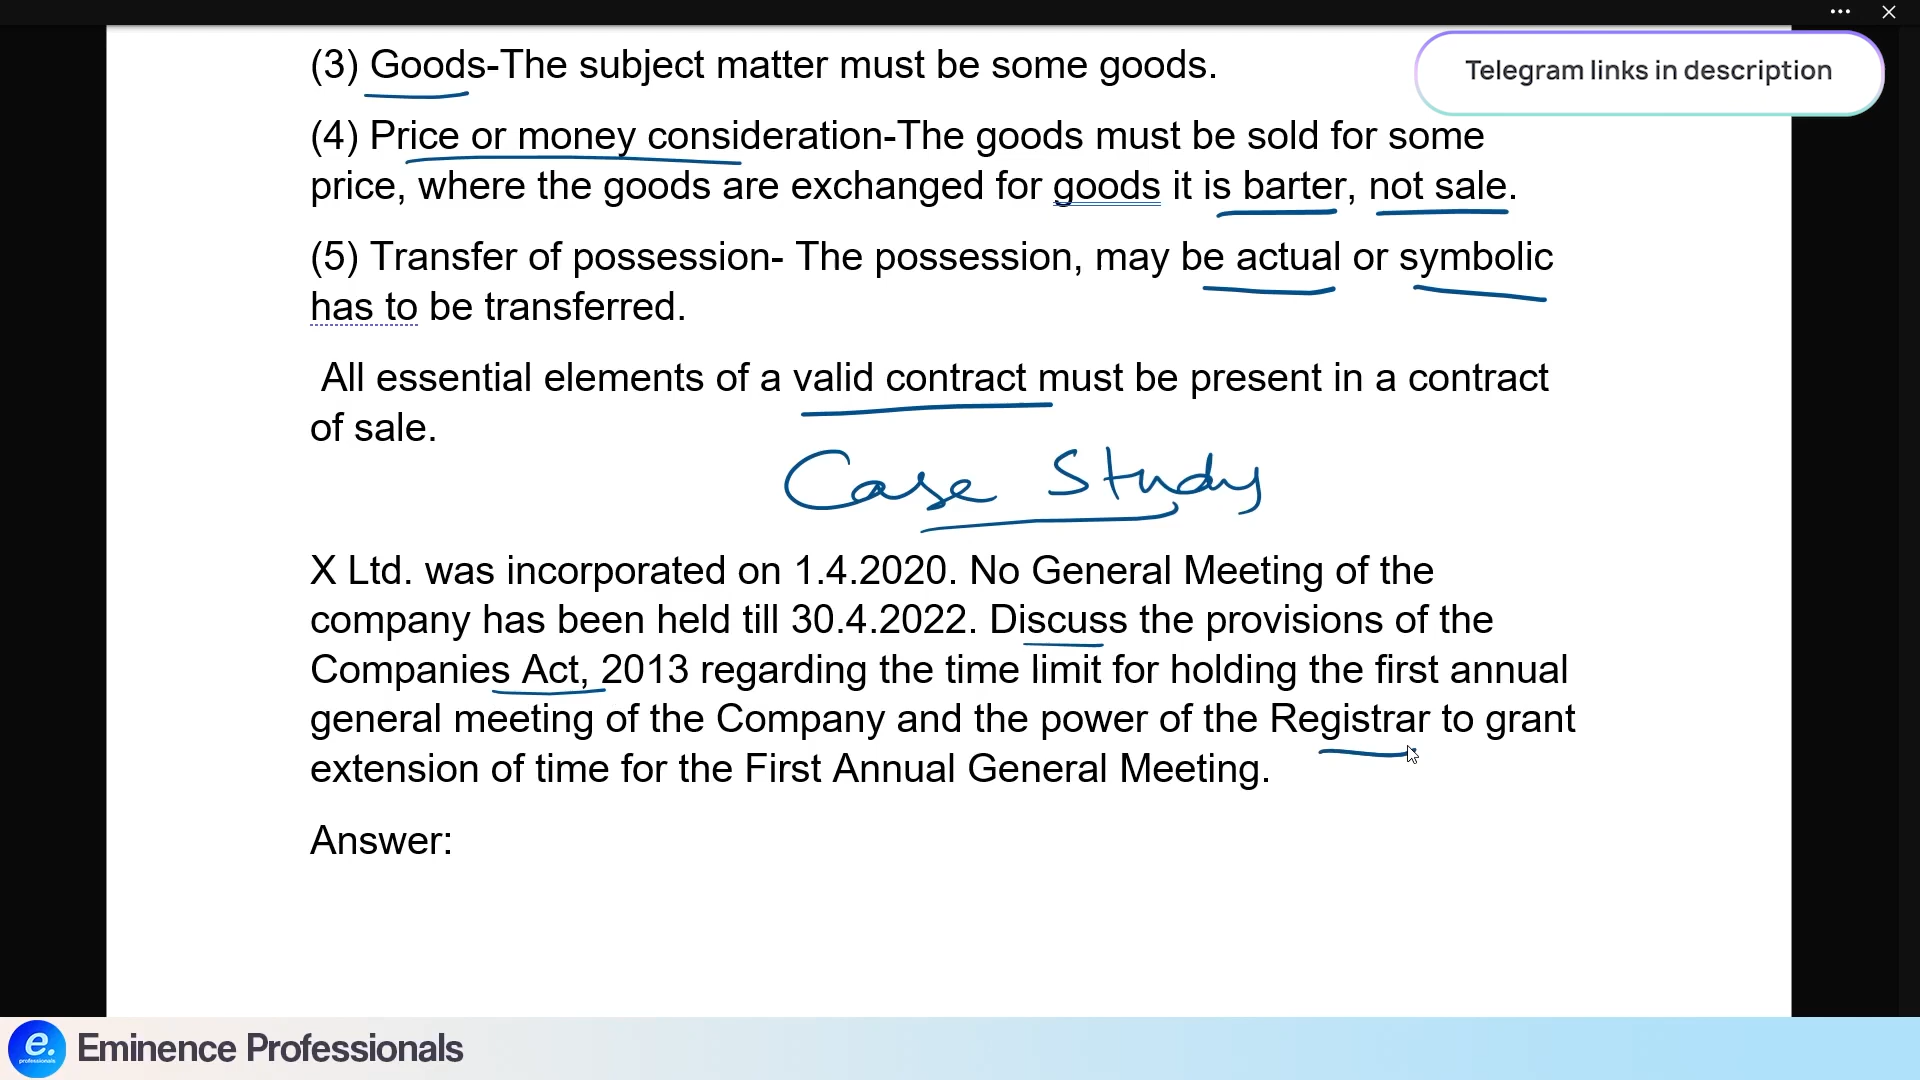 Telegram links in description
(3) Goods-The subject matter must be some goods.
(4) Price or money consideration-The goods must be sold for some
price, where the goods are exchanged for goods it is barter, not sale.
(5) Transfer of possession- The possession, may be actual or symbolic
has to be transferred.
All essential elements of a valid contract must be present in a contract
of sale.
Case Study
X Ltd. was incorporated on 1.4.2020. No General Meeting of the
company has been held till 30.4.2022. Discuss the provisions of the
Companies Act, 2013 regarding the time limit for holding the first annual
general meeting of the Company and the power of the Registrar to grant
extension of time for the First Annual General Meeting.
Answer:
e.
professionals
Eminence Professionals